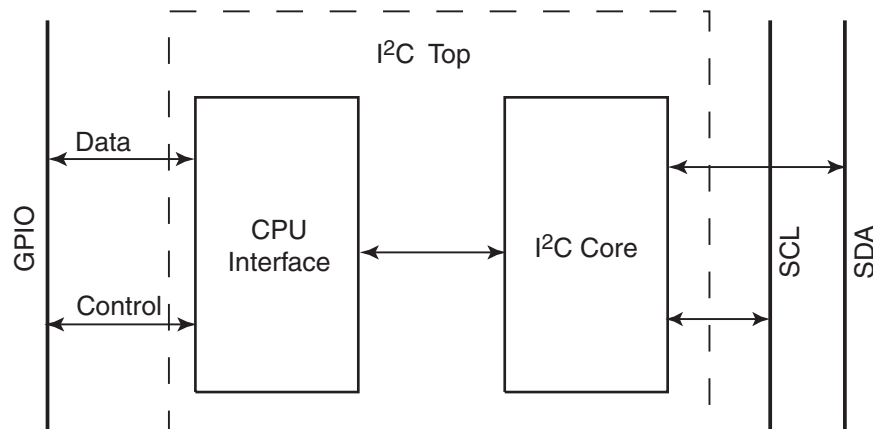 I²C Top
Data
CPU
Interface
I²C Core
Control
GPIO
SCL
SDA